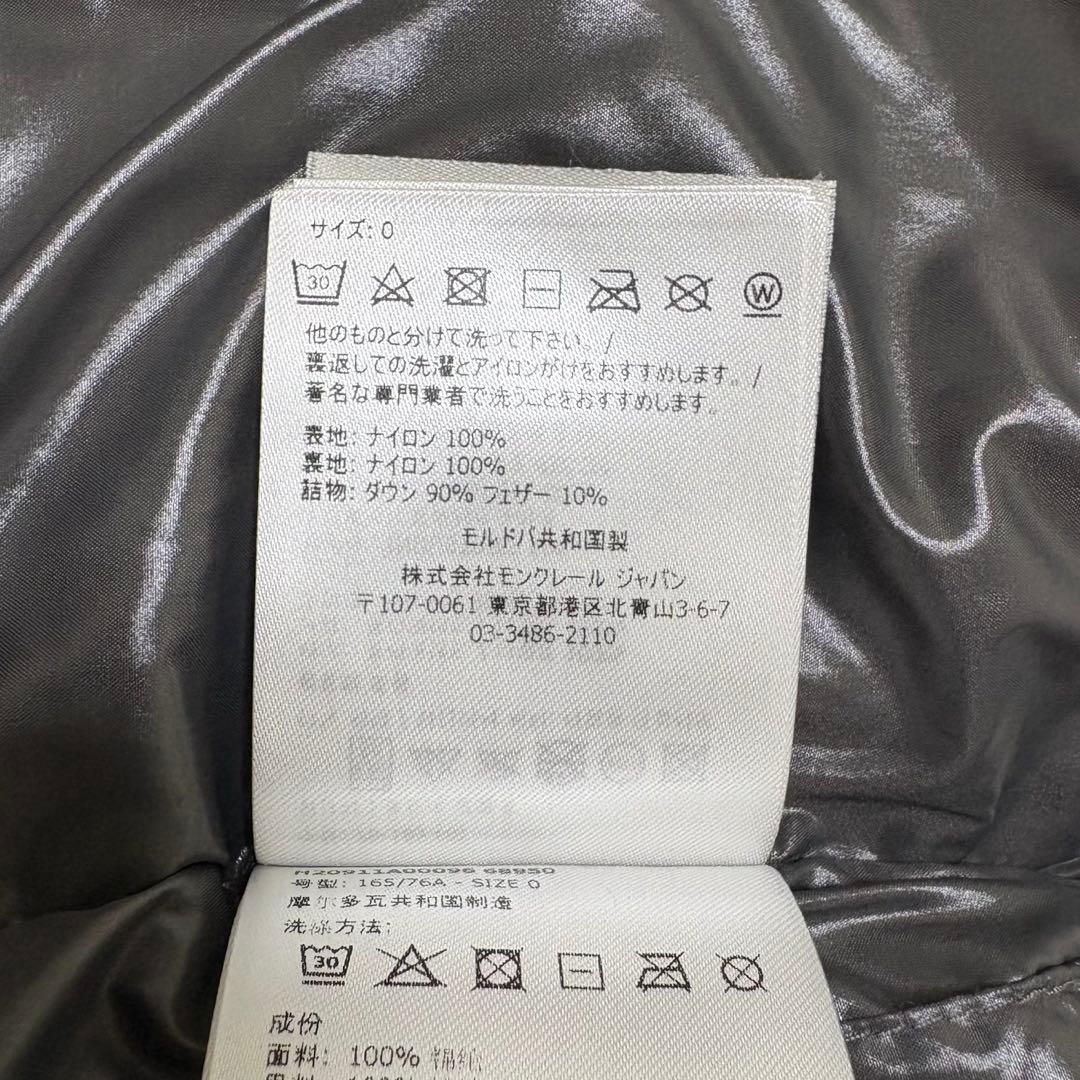 サイズ: 0
30
W
他のものと分けて洗って下さい。/
裏返しての洗濯とアイロンがけをおすすめします。/
著名な専門業者で洗うことをおすすめします。
表地: ナイロン 100%
裏地: ナイロン 100%
詰物: ダウン 90% フェザー 10%
モルドバ共和国製
株式会社モンクレール ジャパン
〒107-0061 東京都港区北青山3-6-7
03-3486-2110
H20911A00096 68950
号型: 165/76A - SIZE 0
摩尔多瓦共和国制造
洗涤方法:
30
成份
面料: 100% 锦纶